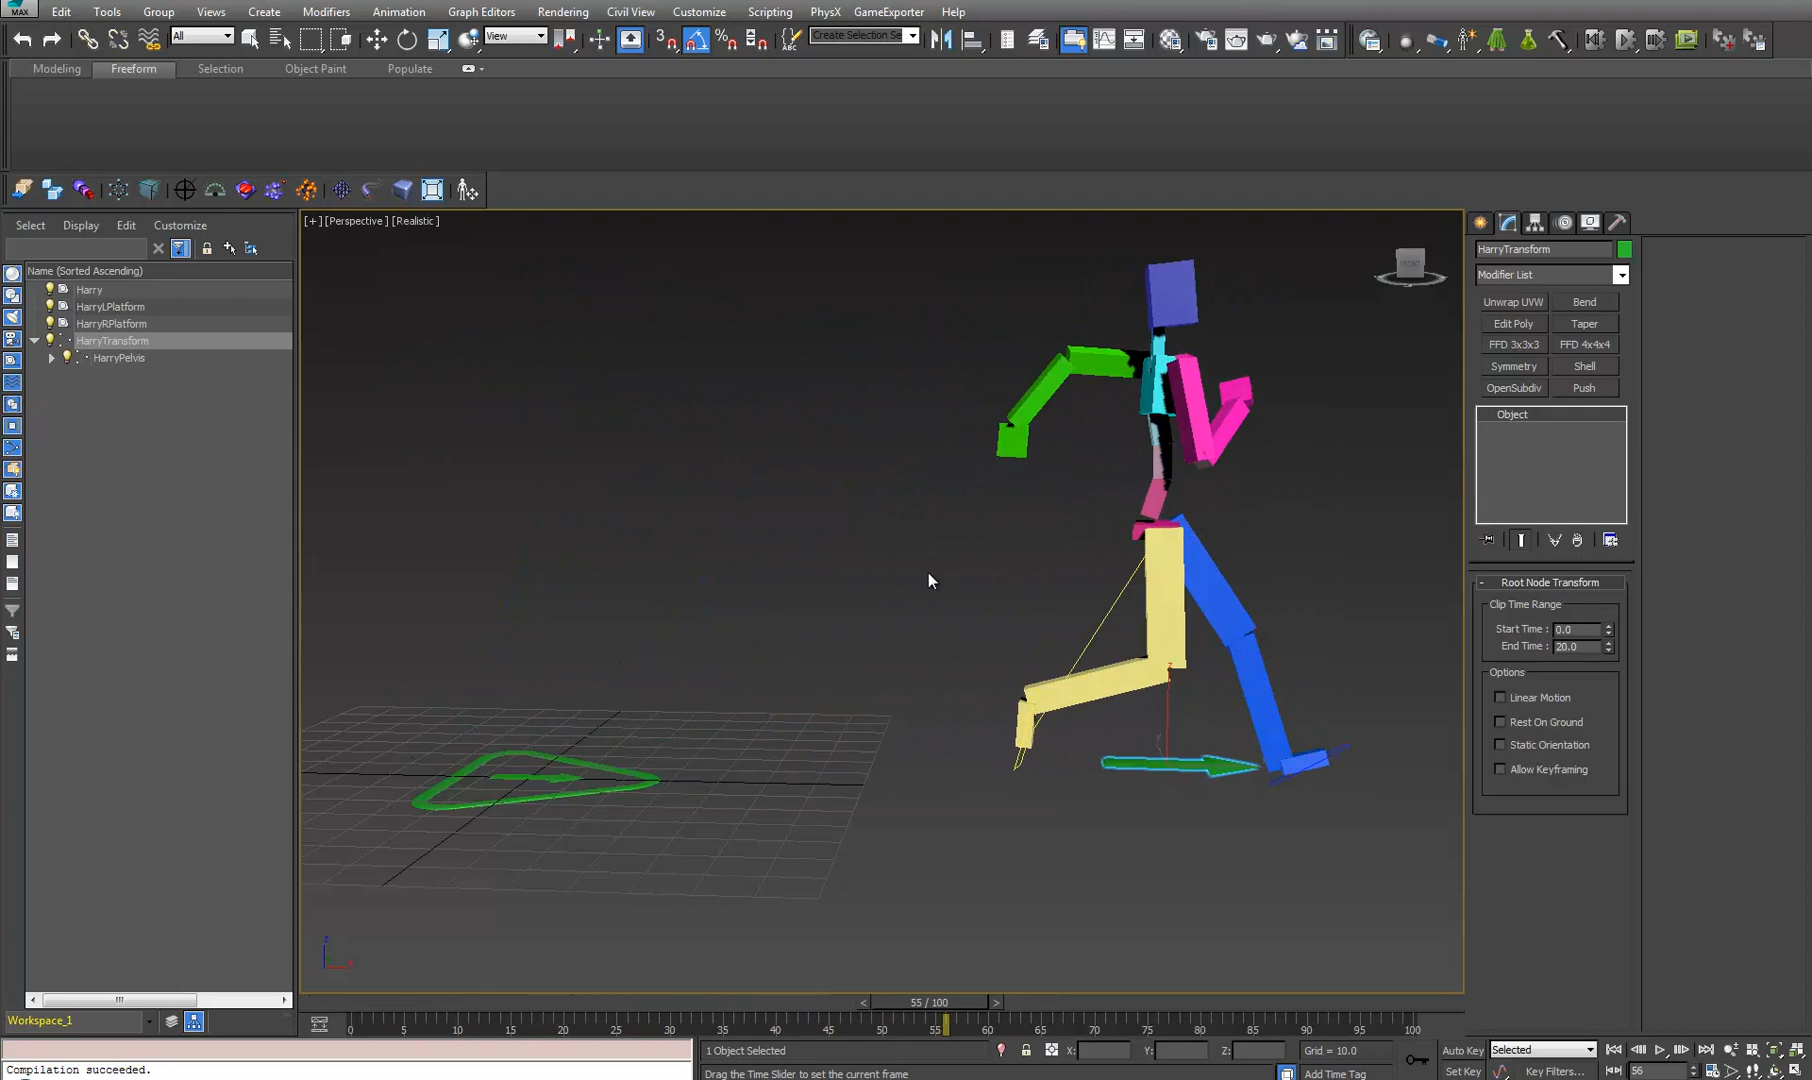 MAX Edit Tools Group Views Create Modifiers Animation Graph Editors Rendering Civil View Customize Scripting PhysX GameExporter Help
All View 3 Create Selection Se
Modeling Freeform Selection Object Paint Populate
Select Display Edit Customize
Name (Sorted Ascending)
Harry
HarryLPlatform
HarryRPlatform
HarryTransform
HarryPelvis
[+] [Perspective] [Realistic]
FRONT
HarryTransform
Modifier List
Unwrap UVW Bend
Edit Poly Taper
FFD 3x3x3 FFD 4x4x4
Symmetry Shell
OpenSubdiv Push
Object
- Root Node Transform
Clip Time Range
Start Time : 0.0
End Time : 20.0
Options
Linear Motion
Rest On Ground
Static Orientation
Allow Keyframing
z
x
< 55 / 100 >
Workspace_1
0 5 10 15 20 25 30 35 40 45 50 55 60 65 70 75 80 85 90 95 100
1 Object Selected X: Y: Z: Grid = 10.0 Auto Key Selected
Compilation succeeded. Drag the Time Slider to set the current frame Add Time Tag Set Key Key Filters... 56